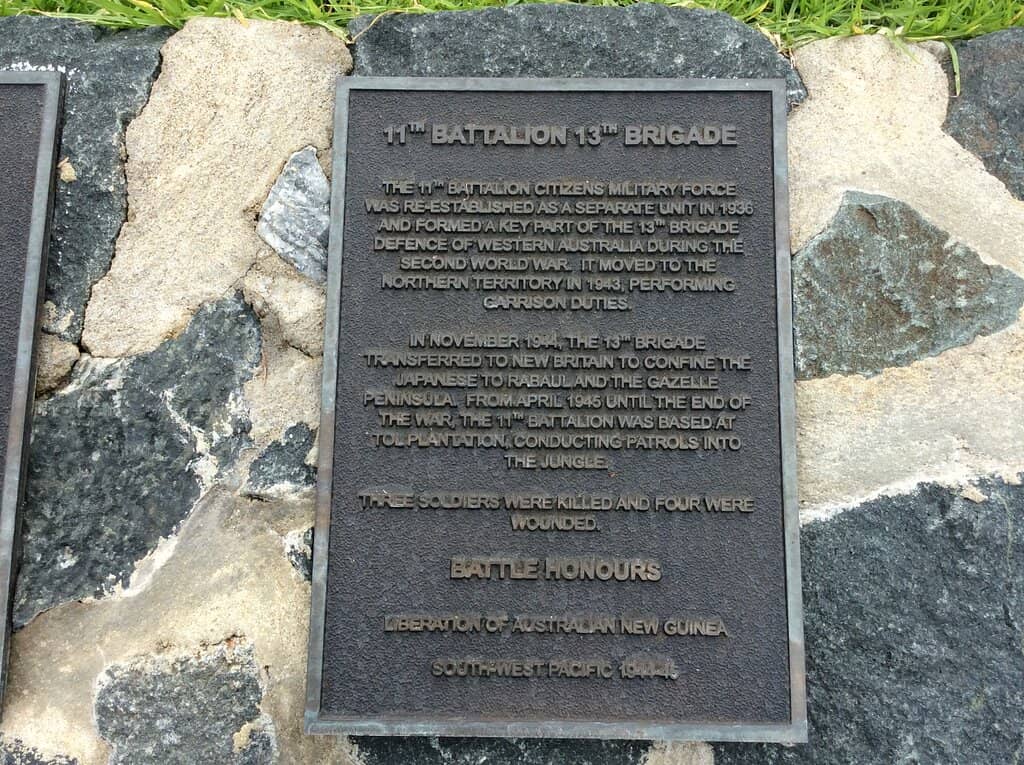 11TH BATTALION 13TH BRIGADE
THE 11TH BATTALION CITIZENS MILITARY FORCE
WAS RE-ESTABLISHED AS A SEPARATE UNIT IN 1936
AND FORMED A KEY PART OF THE 13TH BRIGADE
DEFENCE OF WESTERN AUSTRALIA DURING THE
SECOND WORLD WAR. IT MOVED TO THE
NORTHERN TERRITORY IN 1943, PERFORMING
GARRISON DUTIES.
IN NOVEMBER 1944, THE 13TH BRIGADE
TRANSFERRED TO NEW BRITAIN TO CONFINE THE
JAPANESE TO RABAUL AND THE GAZELLE
PENINSULA. FROM APRIL 1945 UNTIL THE END OF
THE WAR, THE 11TH BATTALION WAS BASED AT
TOL PLANTATION, CONDUCTING PATROLS INTO
THE JUNGLE.
THREE SOLDIERS WERE KILLED AND FOUR WERE
WOUNDED.
BATTLE HONOURS
LIBERATION OF AUSTRALIAN NEW GUINEA
SOUTH-WEST PACIFIC 1944-45